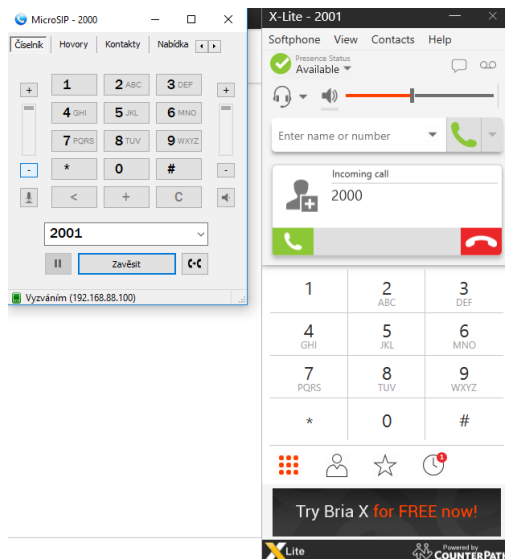 MicroSIP - 2000
Číselník Hovory Kontakty Nabídka
+ 1 2 ABC 3 DEF +
4 GHI 5 JKL 6 MNO
7 PQRS 8 TUV 9 WXYZ
- * 0 # -
< + C
2001
Zavěsit
Vyzváním (192.168.88.100)
X-Lite - 2001
Softphone View Contacts Help
Presence Status
Available
Enter name or number
Incoming call
2000
1 2 3
ABC DEF
4 5 6
GHI JKL MNO
7 8 9
PQRS TUV WXYZ
* 0 #
1
Try Bria X for FREE now!
X Lite
Powered by
COUNTERPATH